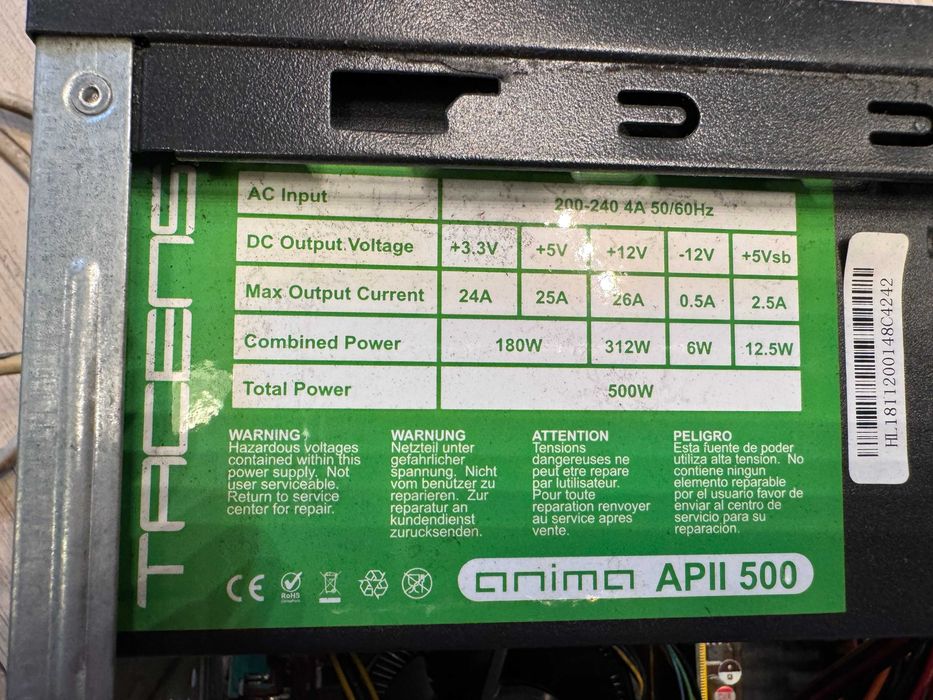 TACENS
AC Input 200-240 4A 50/60Hz
DC Output Voltage +3.3V +5V +12V -12V +5Vsb
Max Output Current 24A 25A 26A 0.5A 2.5A
Combined Power 180W 312W 6W 12.5W
Total Power 500W
WARNING
Hazardous voltages
contained within this
power supply. Not
user serviceable.
Return to service
center for repair.
WARNUNG
Netzteil unter
gefahrlicher
spannung. Nicht
vom benutzer zu
reparieren. Zur
reparatur an
kundendienst
zurucksenden.
ATTENTION
Tensions
dangereuses ne
peut etre repare
par lutilisateur.
Pour toute
reparation renvoyer
au service apres
vente.
PELIGRO
Esta fuente de poder
utiliza alta tension. No
contiene ningun
elemento reparable
por el usuario favor de
enviar al centro de
servicio para su
reparacion.
CE
RoHS
anima APII 500
HL1811200148C4242